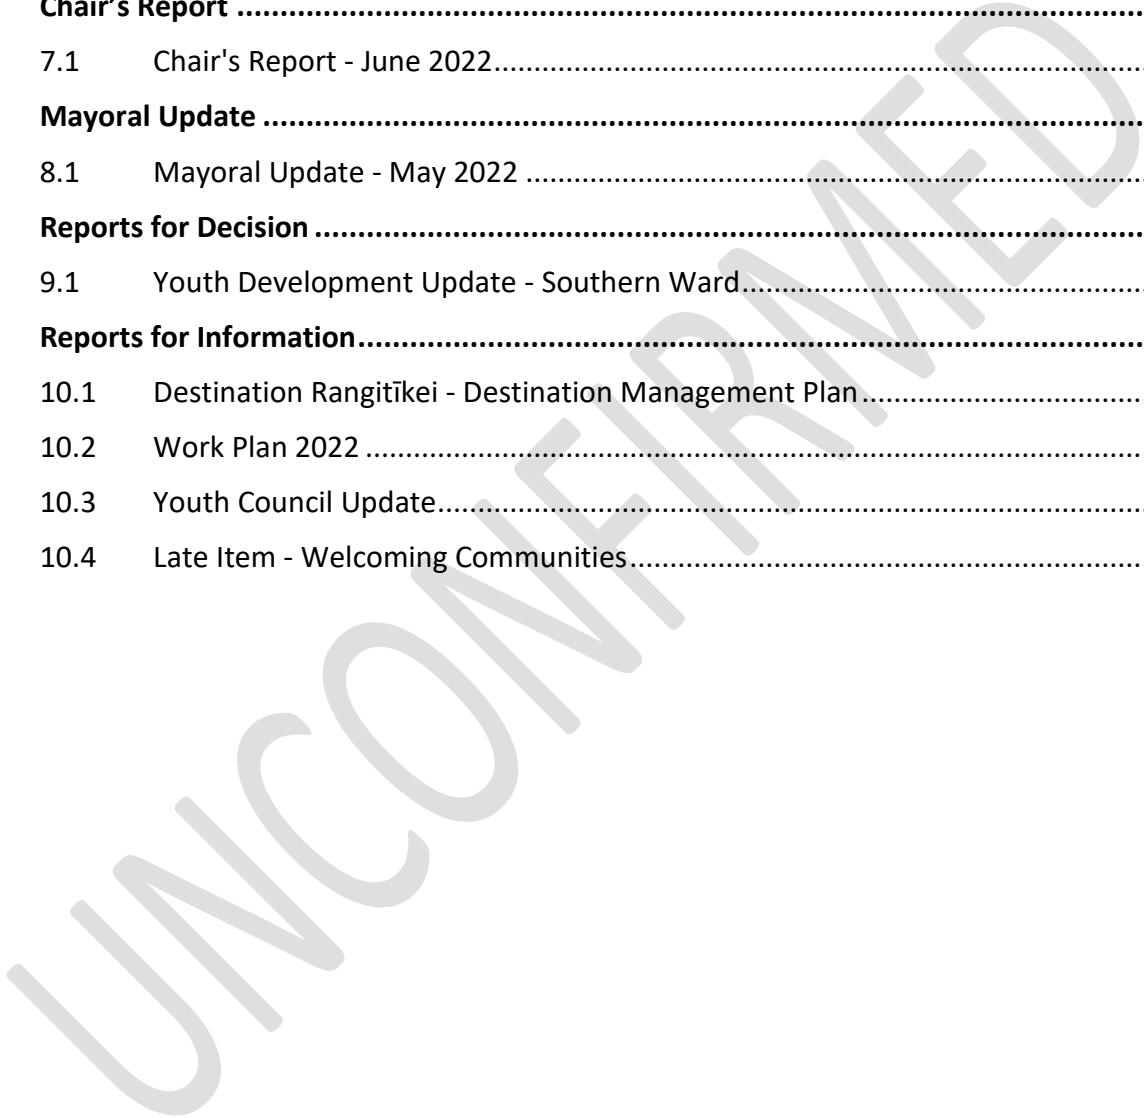 Chair's Report ................................................................................................................
7.1 Chair's Report - June 2022................................................................................
Mayoral Update ................................................................................................................
8.1 Mayoral Update - May 2022 ................................................................................
Reports for Decision ................................................................................................................
9.1 Youth Development Update - Southern Ward................................................................
Reports for Information................................................................................................
10.1 Destination Rangitīkei - Destination Management Plan ................................................
10.2 Work Plan 2022 ................................................................................................
10.3 Youth Council Update................................................................................................
10.4 Late Item - Welcoming Communities................................................................
UNCONFIRMED